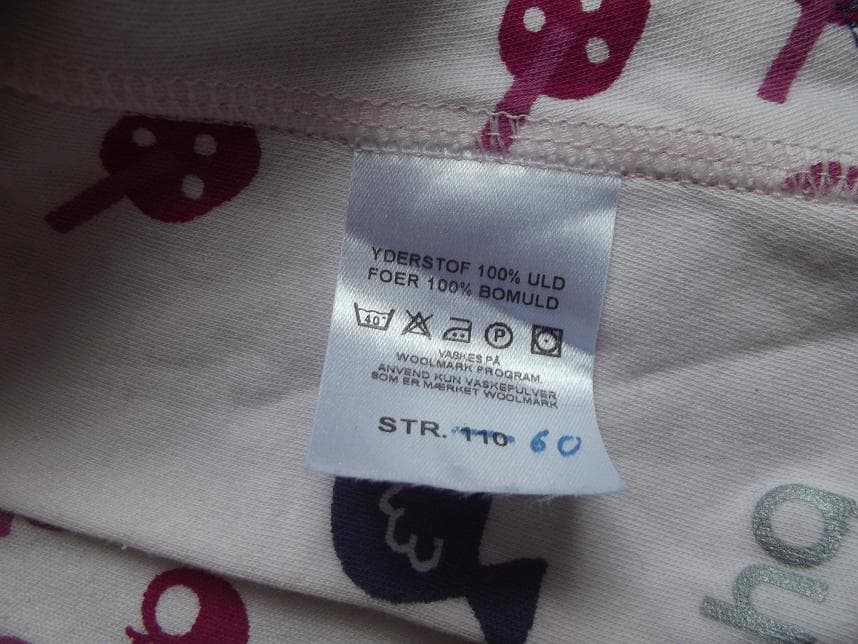 YDERSTOF 100% ULD
FOER 100% BOMULD
40°
P
VASKES PÅ
WOOLMARK PROGRAM.
ANVEND KUN VASKEPULVER
SOM ER MÆRKET WOOLMARK
STR. 110 60